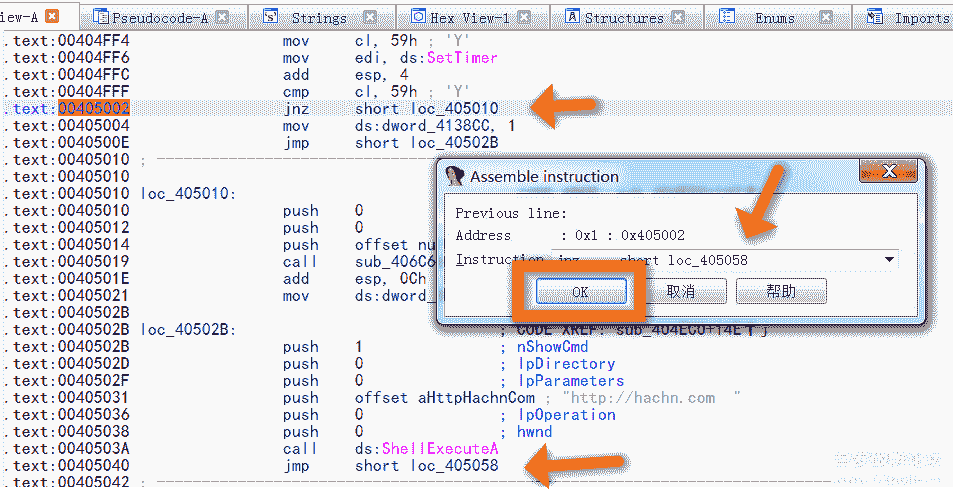 iew-A Pseudocode-A Strings Hex View-1 Structures Enums Imports
.text:00404FF4 mov cl, 59h ; 'Y'
.text:00404FF6 mov edi, ds:SetTimer
.text:00404FFC add esp, 4
.text:00404FFF cmp cl, 59h ; 'Y'
.text:00405002 jnz short loc_405010
.text:00405004 mov ds:dword_4138CC, 1
.text:0040500E jmp short loc_40502B
.text:00405010 ;
.text:00405010
.text:00405010 loc_405010:
.text:00405010 push 0
.text:00405012 push 0
.text:00405014 push offset nu
.text:00405019 call sub_406C6
.text:0040501E add esp, 0Ch
.text:00405021 mov ds:dword_
.text:0040502B
.text:0040502B loc_40502B: ; CODE XREF: sub_404EC0+14E↑j
.text:0040502B push 1 ; nShowCmd
.text:0040502D push 0 ; lpDirectory
.text:0040502F push 0 ; lpParameters
.text:00405031 push offset aHttpHachnCom ; "http://hachn.com "
.text:00405036 push 0 ; lpOperation
.text:00405038 push 0 ; hwnd
.text:0040503A call ds:ShellExecuteA
.text:00405040 jmp short loc_405058
.text:00405042 ;
Assemble instruction
Previous line:
Address : 0x1 : 0x405002
Instruction jnz short loc_405058
OK 取消 帮助